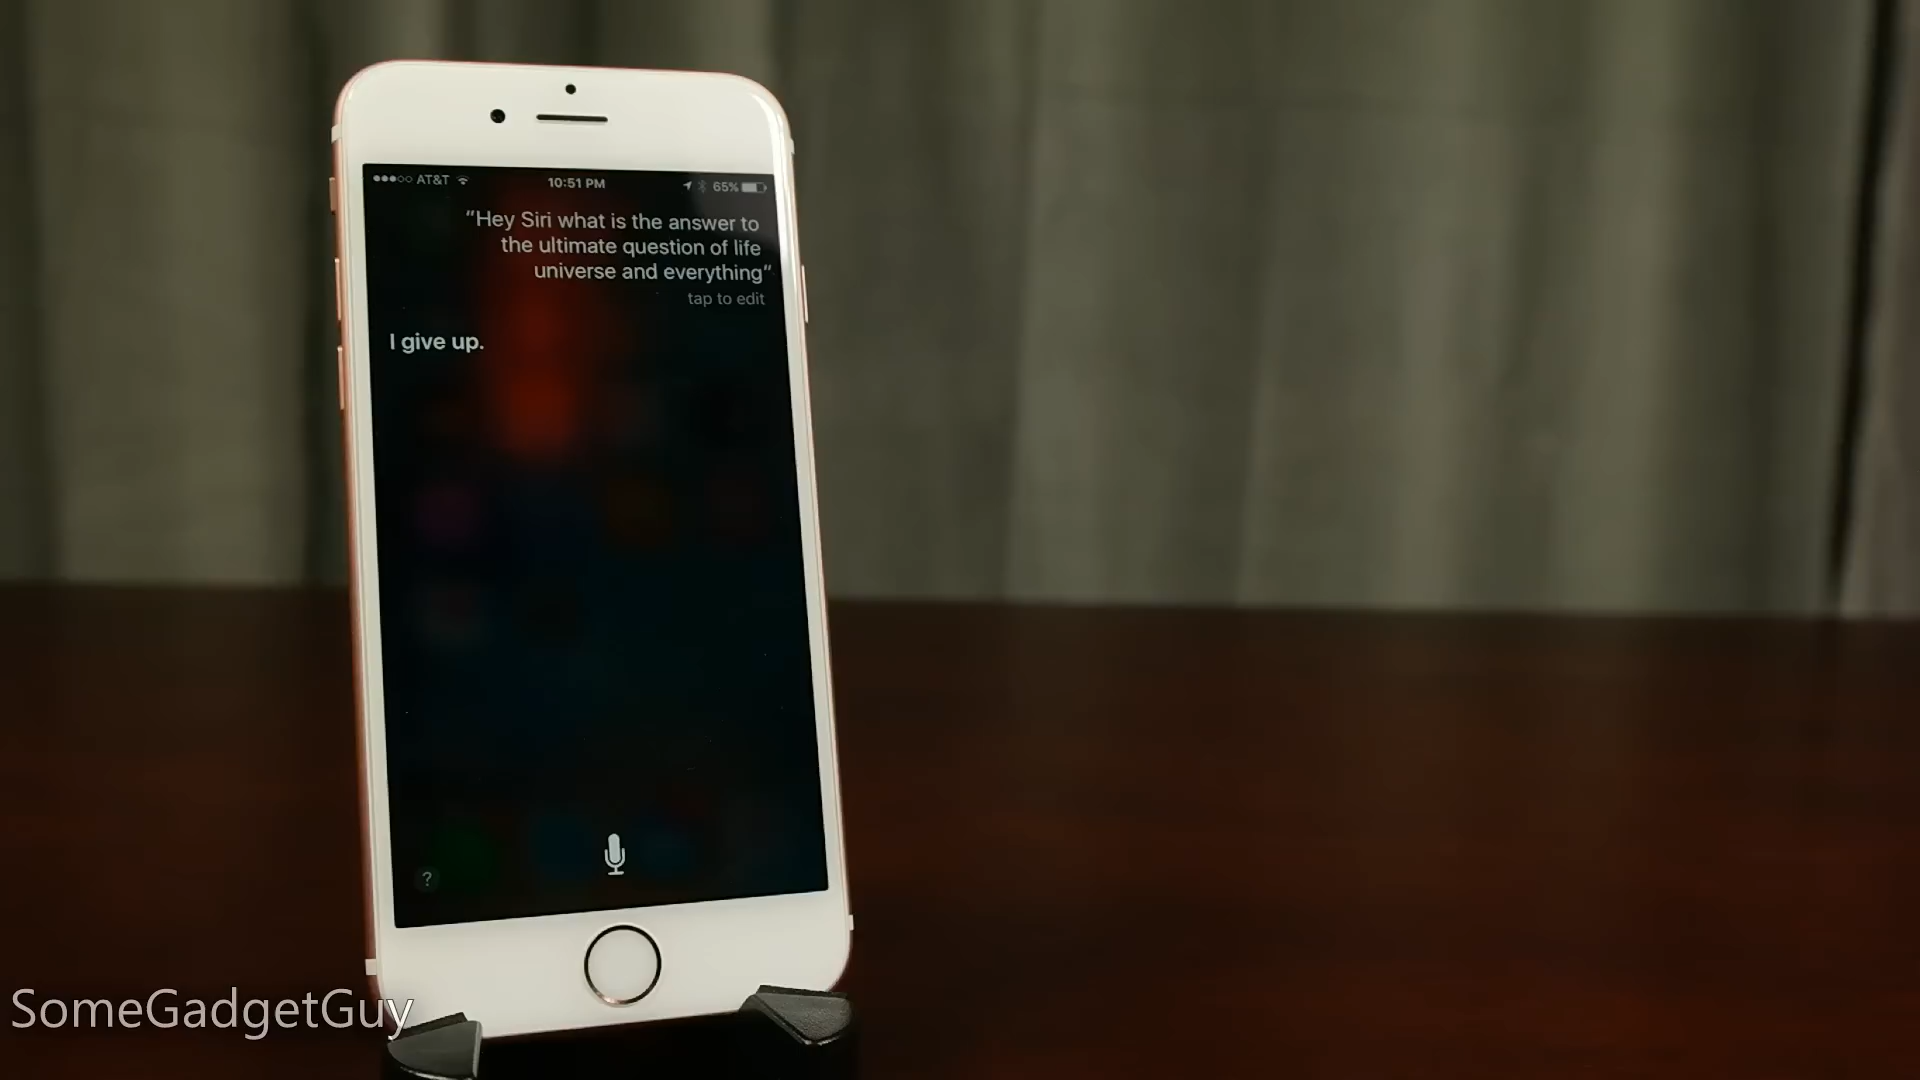 AT&T
10:51 PM
65%
“Hey Siri what is the answer to
the ultimate question of life
universe and everything“
tap to edit
I give up.
?
SomeGadgetGuy